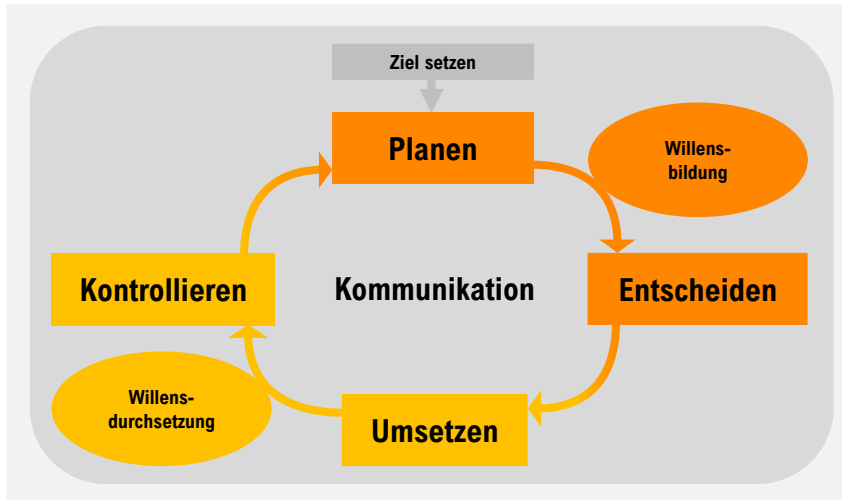 Ziel setzen
Planen
Willens-
bildung
Kontrollieren
Kommunikation
Entscheiden
Willens-
durchsetzung
Umsetzen